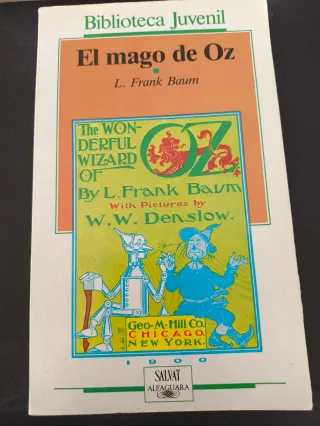 Biblioteca Juvenil
El mago de Oz
L. Frank Baum
The WON-
DERFUL
WIZARD
OF
OZ
By L. Frank Baum
With Pictures by
W. W. Denslow.
Geo. M. Hill Co.
CHICAGO.
NEW YORK.
1900
SALVAT
ALFAGUARA